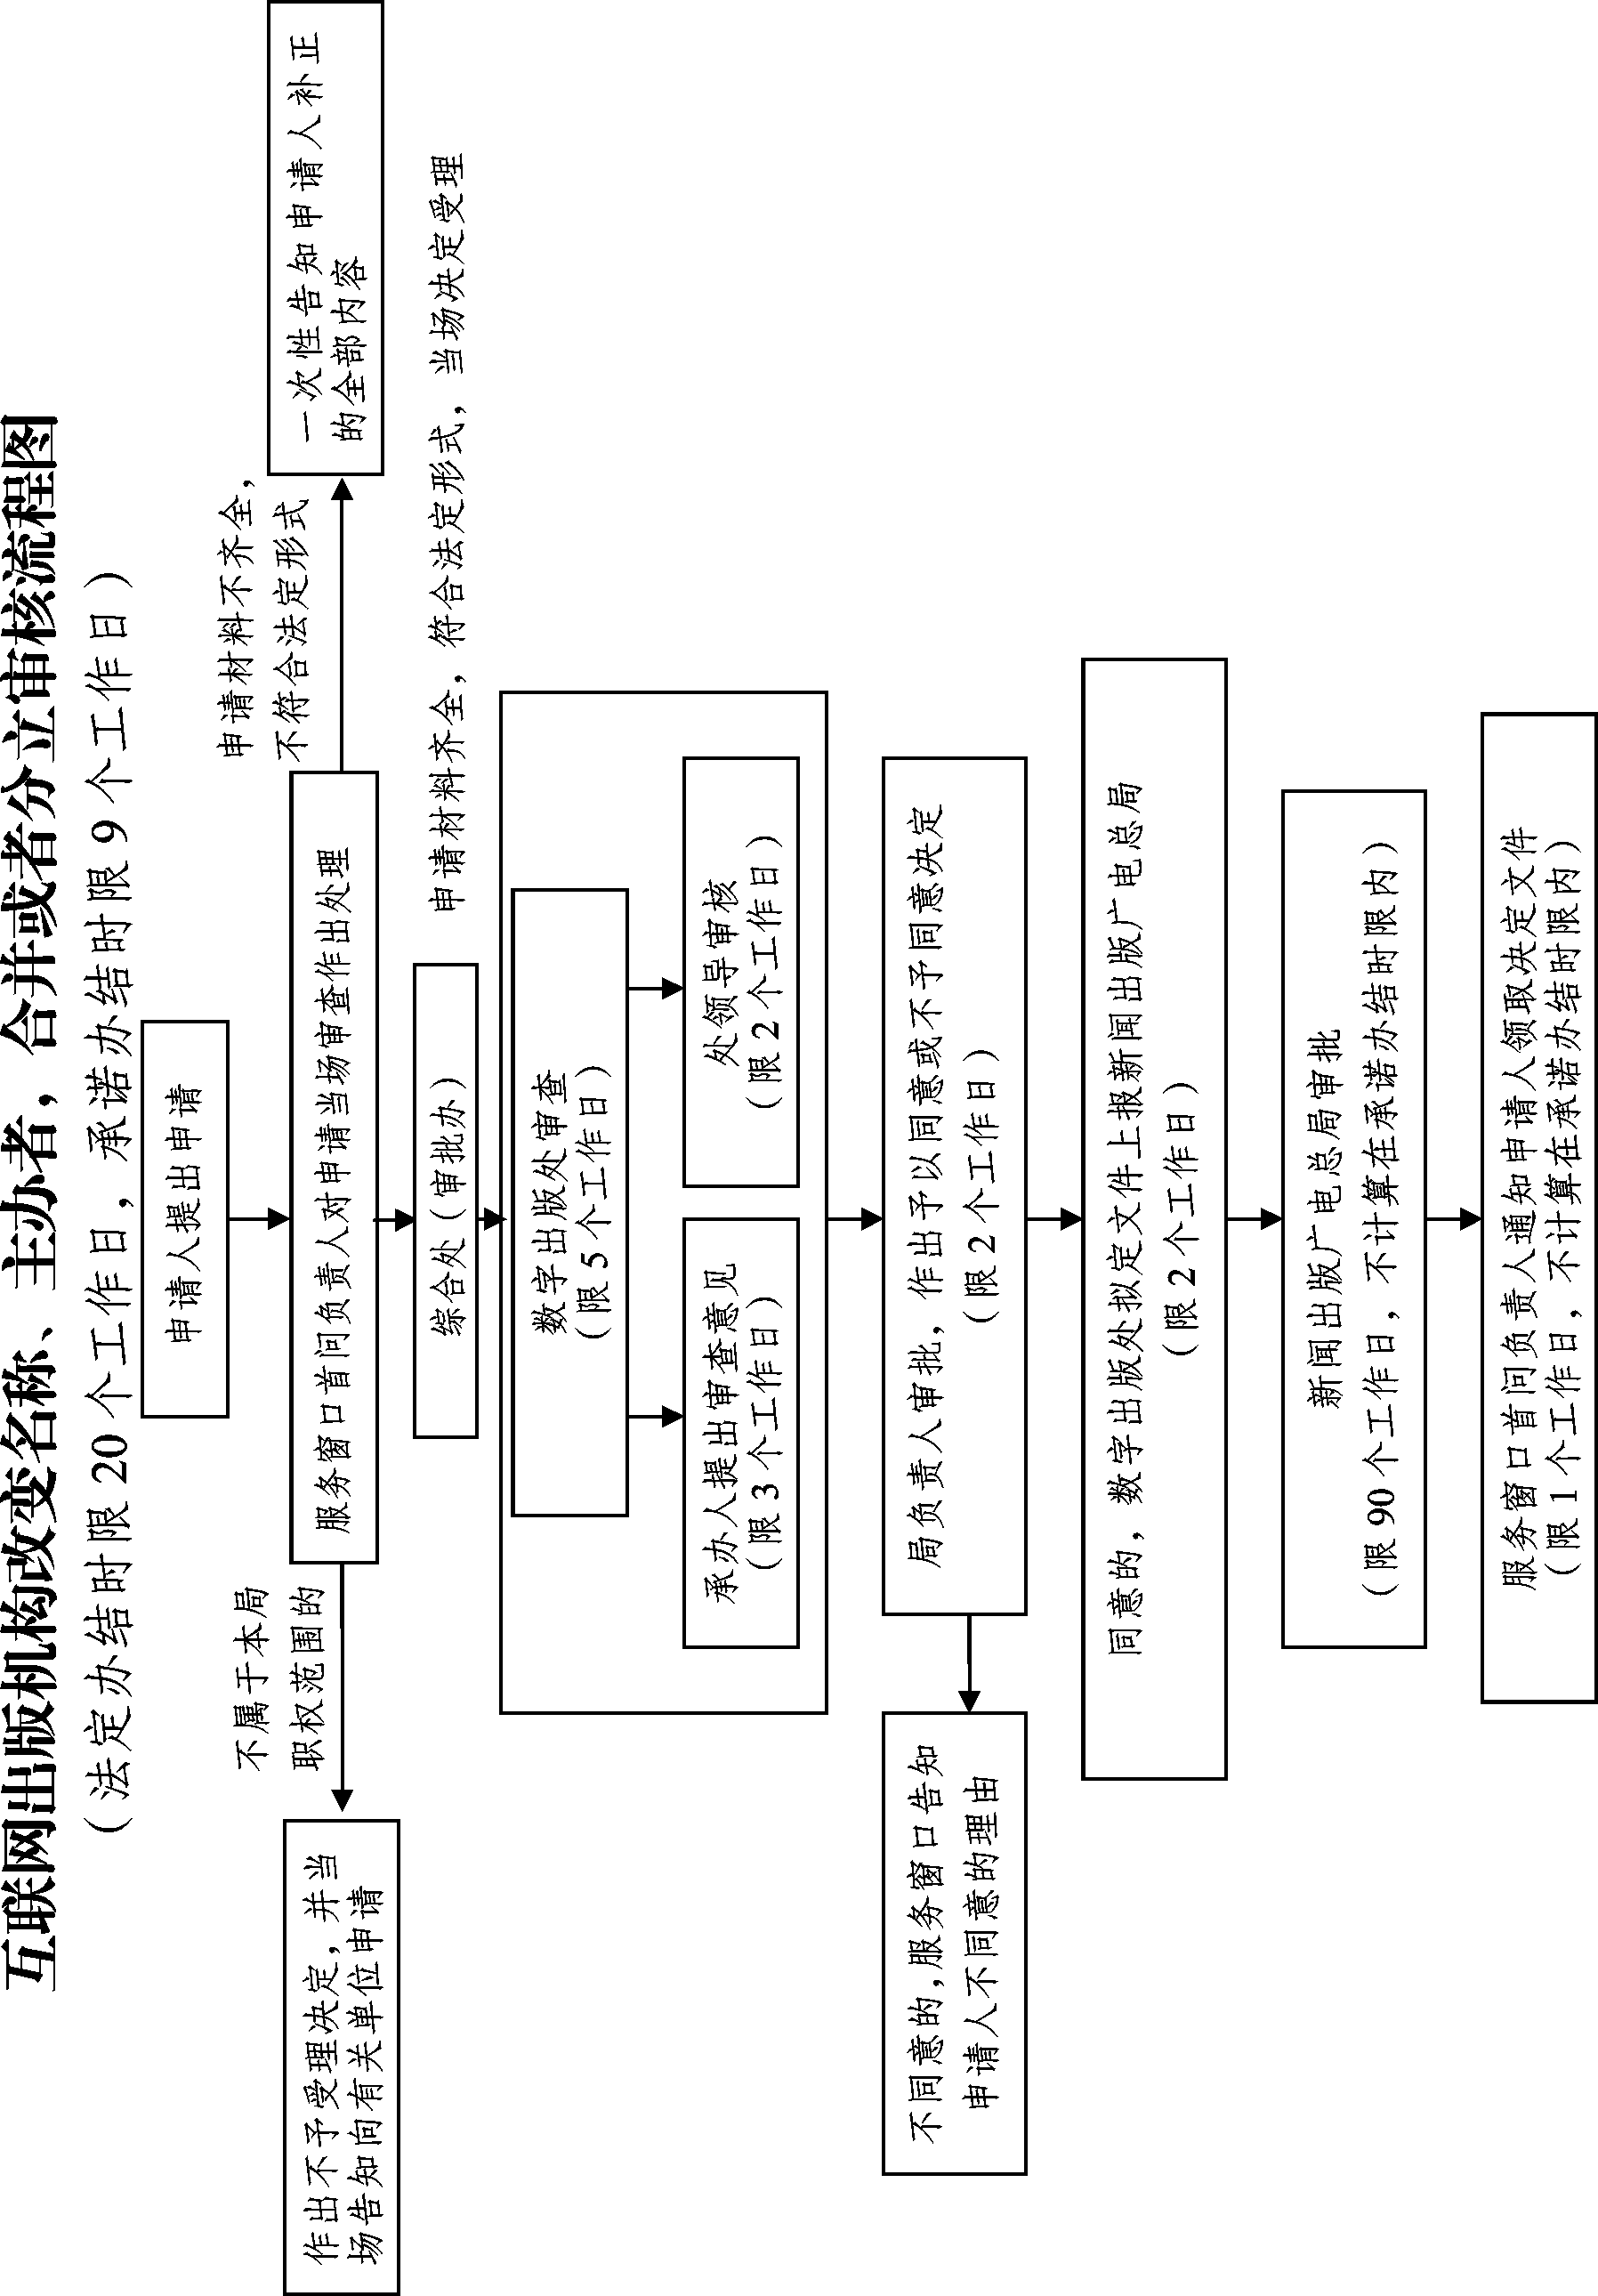 互联网出版机构改变名称、主办者，合并或者分立审核流程图
（法定办结时限 20 个工作日，承诺办结时限 9 个工作日）
申请人提出申请
申请材料不齐全，
不符合法定形式
一次性告知申请人补正
的全部内容
服务窗口首问负责人对申请当场审查作出处理
不属于本局
职权范围的
作出不予受理决定，并当
场告知向有关单位申请
申请材料齐全，符合法定形式，当场决定受理
综合处（审批办）
数字出版处审查
（限 5 个工作日）
承办人提出审查意见
（限 3 个工作日）
处领导审核
（限 2 个工作日）
局负责人审批，作出予以同意或不予同意决定
（限 2 个工作日）
不同意的，服务窗口告知
申请人不同意的理由
同意的，数字出版处拟定文件上报新闻出版广电总局
（限 2 个工作日）
新闻出版广电总局审批
（限 90 个工作日，不计算在承诺办结时限内）
服务窗口首问负责人通知申请人领取决定文件
（限 1 个工作日，不计算在承诺办结时限内）